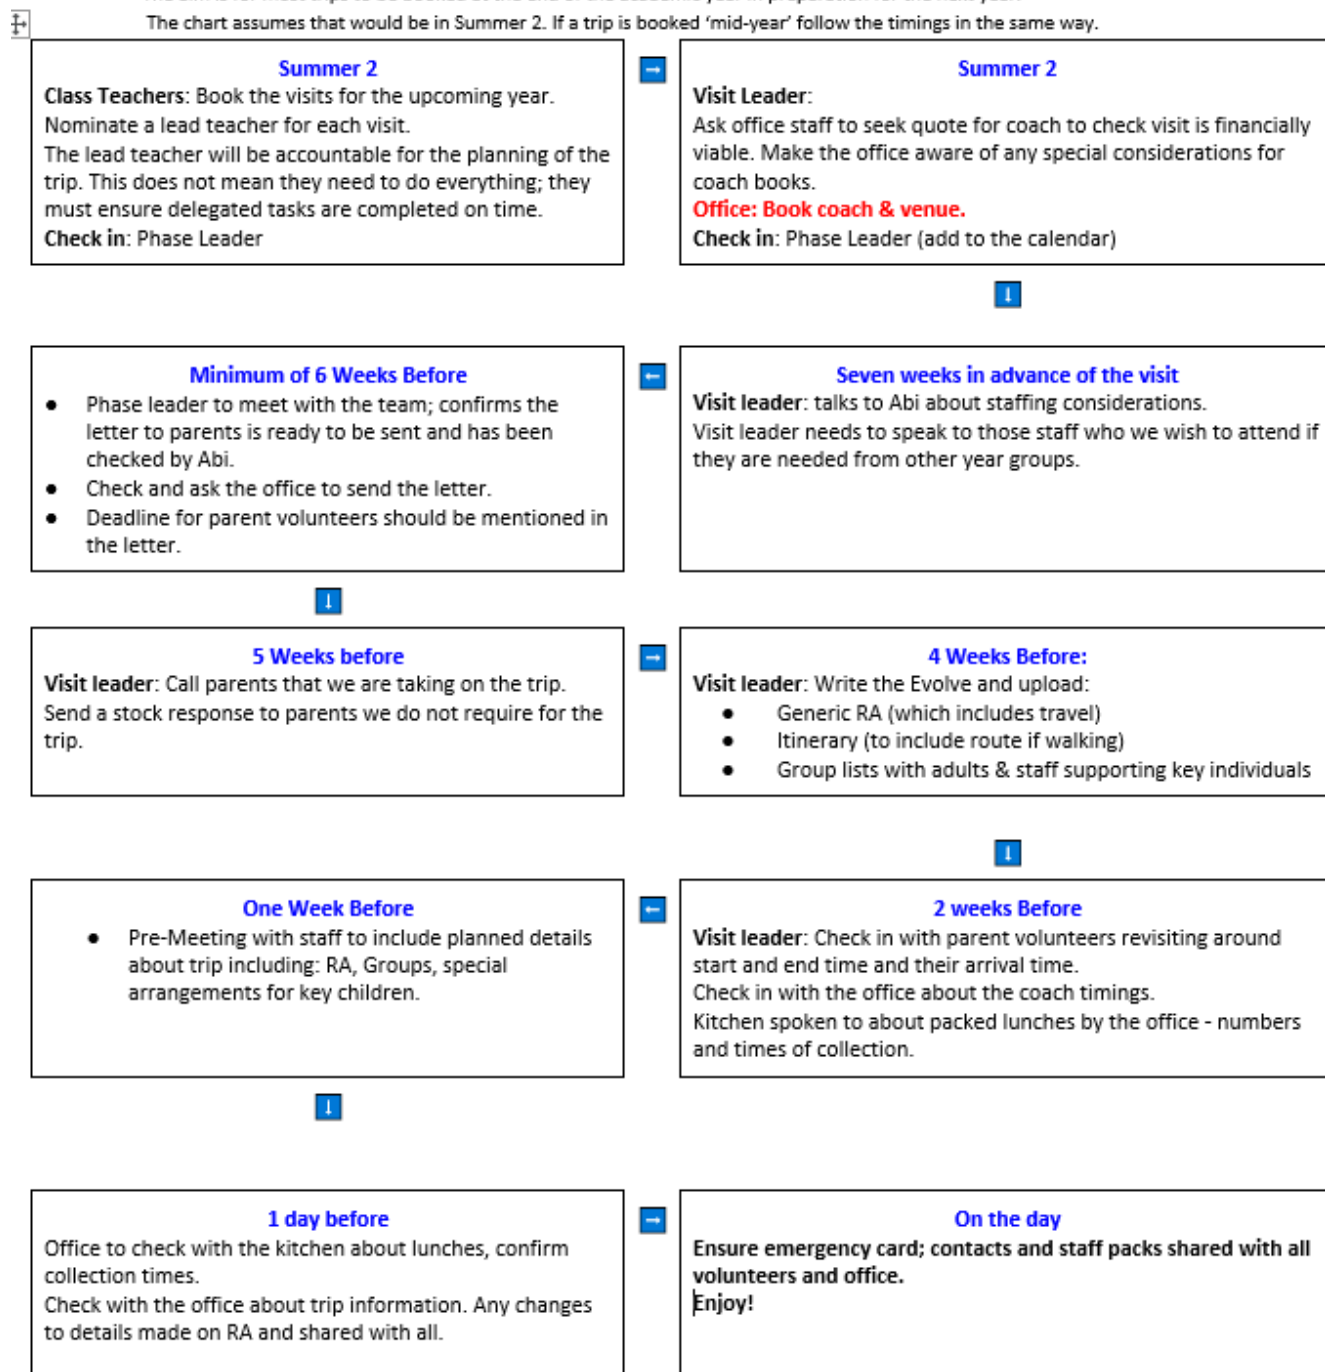 The chart assumes that would be in Summer 2. If a trip is booked ‘mid-year’ follow the timings in the same way.
Summer 2
Class Teachers: Book the visits for the upcoming year.
Nominate a lead teacher for each visit.
The lead teacher will be accountable for the planning of the
trip. This does not mean they need to do everything; they
must ensure delegated tasks are completed on time.
Check in: Phase Leader
→
Summer 2
Visit Leader:
Ask office staff to seek quote for coach to check visit is financially
viable. Make the office aware of any special considerations for
coach books.
Office: Book coach & venue.
Check in: Phase Leader (add to the calendar)
↓
Seven weeks in advance of the visit
Visit leader: talks to Abi about staffing considerations.
Visit leader needs to speak to those staff who we wish to attend if
they are needed from other year groups.
←
Minimum of 6 Weeks Before
● Phase leader to meet with the team; confirms the
letter to parents is ready to be sent and has been
checked by Abi.
● Check and ask the office to send the letter.
● Deadline for parent volunteers should be mentioned in
the letter.
↓
5 Weeks before
Visit leader: Call parents that we are taking on the trip.
Send a stock response to parents we do not require for the
trip.
→
4 Weeks Before:
Visit leader: Write the Evolve and upload:
● Generic RA (which includes travel)
● Itinerary (to include route if walking)
● Group lists with adults & staff supporting key individuals
↓
2 weeks Before
Visit leader: Check in with parent volunteers revisiting around
start and end time and their arrival time.
Check in with the office about the coach timings.
Kitchen spoken to about packed lunches by the office - numbers
and times of collection.
←
One Week Before
● Pre-Meeting with staff to include planned details
about trip including: RA, Groups, special
arrangements for key children.
↓
1 day before
Office to check with the kitchen about lunches, confirm
collection times.
Check with the office about trip information. Any changes
to details made on RA and shared with all.
→
On the day
Ensure emergency card; contacts and staff packs shared with all
volunteers and office.
Enjoy!